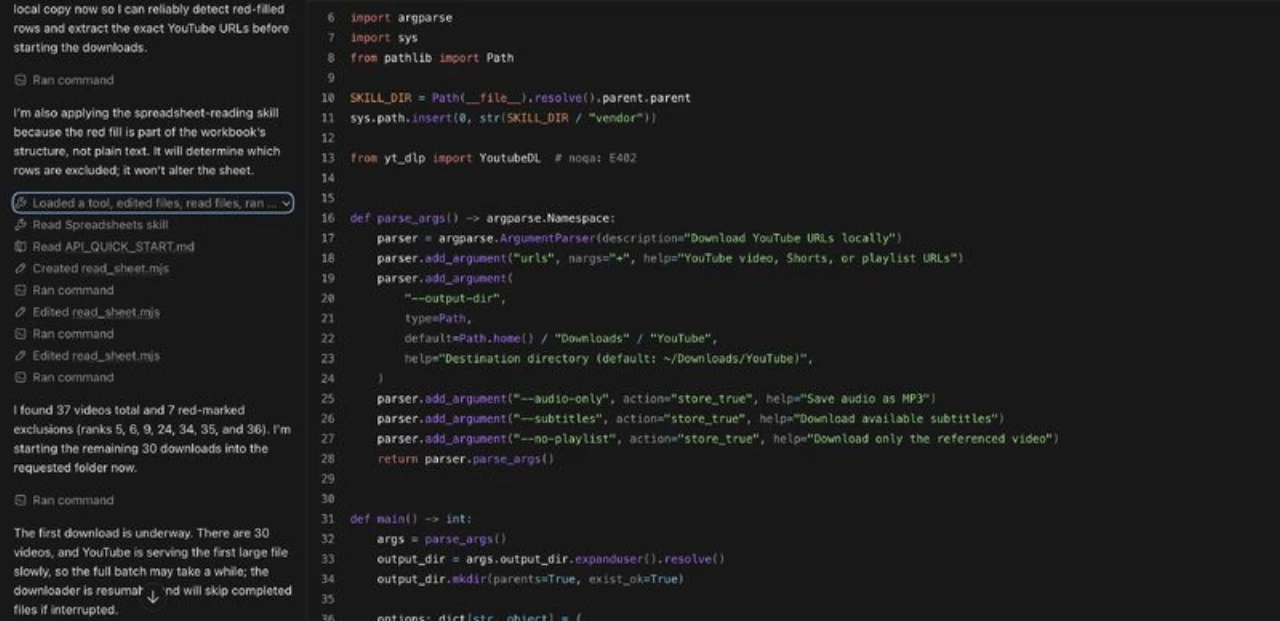 local copy now so I can reliably detect red-filled
rows and extract the exact YouTube URLs before
starting the downloads.
Ran command
I'm also applying the spreadsheet-reading skill
because the red fill is part of the workbook's
structure, not plain text. It will determine which
rows are excluded; it won't alter the sheet.
Loaded a tool, edited files, read files, ran ...
Read Spreadsheets skill
Read API_QUICK_START.md
Created read_sheet.mjs
Ran command
Edited read_sheet.mjs
Ran command
Edited read_sheet.mjs
Ran command
I found 37 videos total and 7 red-marked
exclusions (ranks 5, 6, 9, 24, 34, 35, and 36). I'm
starting the remaining 30 downloads into the
requested folder now.
Ran command
The first download is underway. There are 30
videos, and YouTube is serving the first large file
slowly, so the full batch may take a while; the
downloader is resumab nd will skip completed
files if interrupted.
6 import argparse
7 import sys
8 from pathlib import Path
9
10 SKILL_DIR = Path(__file__).resolve().parent.parent
11 sys.path.insert(0, str(SKILL_DIR / "vendor"))
12
13 from yt_dlp import YoutubeDL  # noqa: E402
14
15
16 def parse_args() -> argparse.Namespace:
17     parser = argparse.ArgumentParser(description="Download YouTube URLs locally")
18     parser.add_argument("urls", nargs="+", help="YouTube video, Shorts, or playlist URLs")
19     parser.add_argument(
20         "--output-dir",
21         type=Path,
22         default=Path.home() / "Downloads" / "YouTube",
23         help="Destination directory (default: ~/Downloads/YouTube)",
24     )
25     parser.add_argument("--audio-only", action="store_true", help="Save audio as MP3")
26     parser.add_argument("--subtitles", action="store_true", help="Download available subtitles")
27     parser.add_argument("--no-playlist", action="store_true", help="Download only the referenced video")
28     return parser.parse_args()
29
30
31 def main() -> int:
32     args = parse_args()
33     output_dir = args.output_dir.expanduser().resolve()
34     output_dir.mkdir(parents=True, exist_ok=True)
35
36     options: dict[str, object] = {